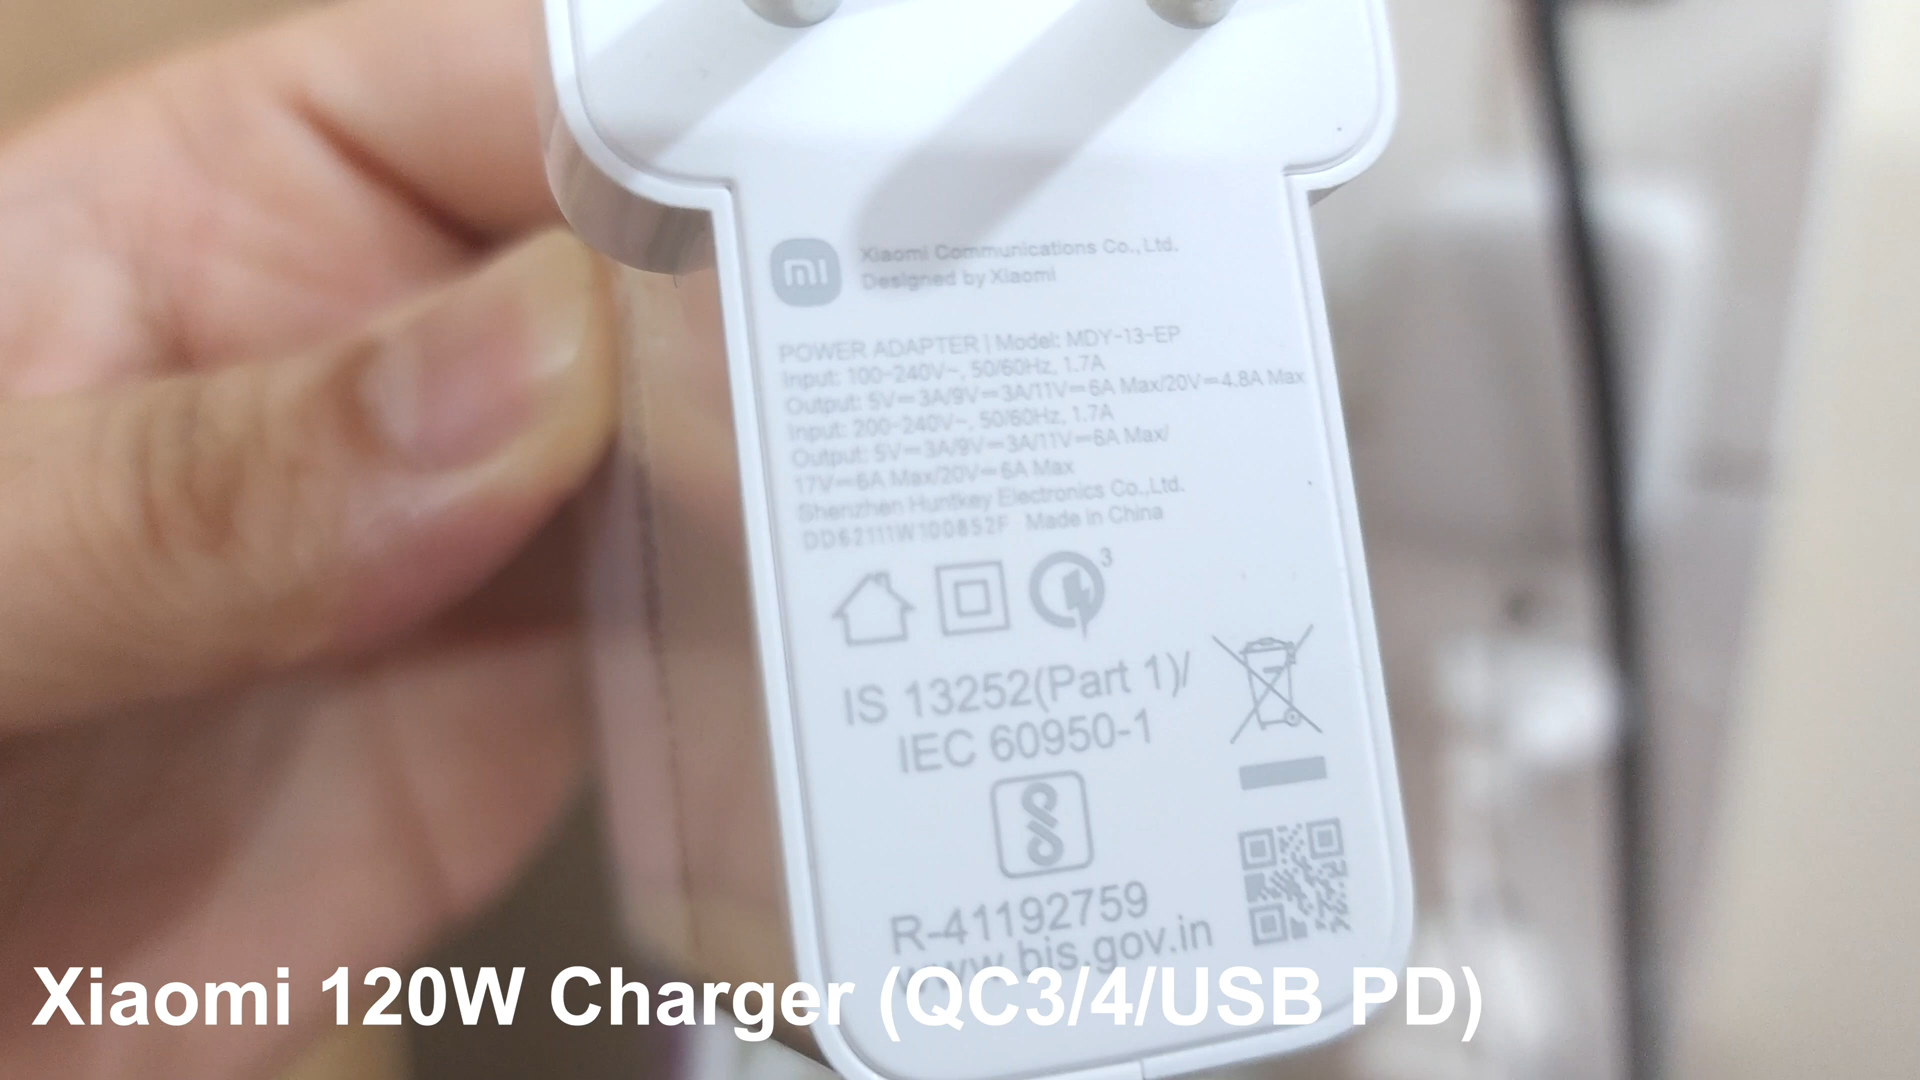 mi
Xiaomi Communications Co., Ltd.
Designed by Xiaomi
POWER ADAPTER | Model: MDY-13-EP
Input: 100-240V~, 50/60Hz, 1.7A
Output: 5V⎓3A/9V⎓3A/11V⎓6A Max/20V⎓4.8A Max
Input: 200-240V~, 50/60Hz, 1.7A
Output: 5V⎓3A/9V⎓3A/11V⎓6A Max/
17V⎓6A Max/20V⎓6A Max
Shenzhen Huntkey Electronics Co.,Ltd.
DD62111W100852F Made in China
3
IS 13252(Part 1)/
IEC 60950-1
R-41192759
www.bis.gov.in
Xiaomi 120W Charger (QC3/4/USB PD)